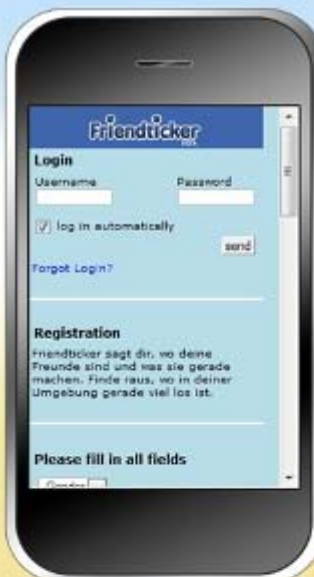 Friendticker
Login
Username Password
log in automatically
send
Forgot Login?
Registration
Friendticker sagt dir, wo deine
Freunde sind und was sie gerade
machen. Finde raus, wo in deiner
Umgebung gerade viel los ist.
Please fill in all fields
Gender